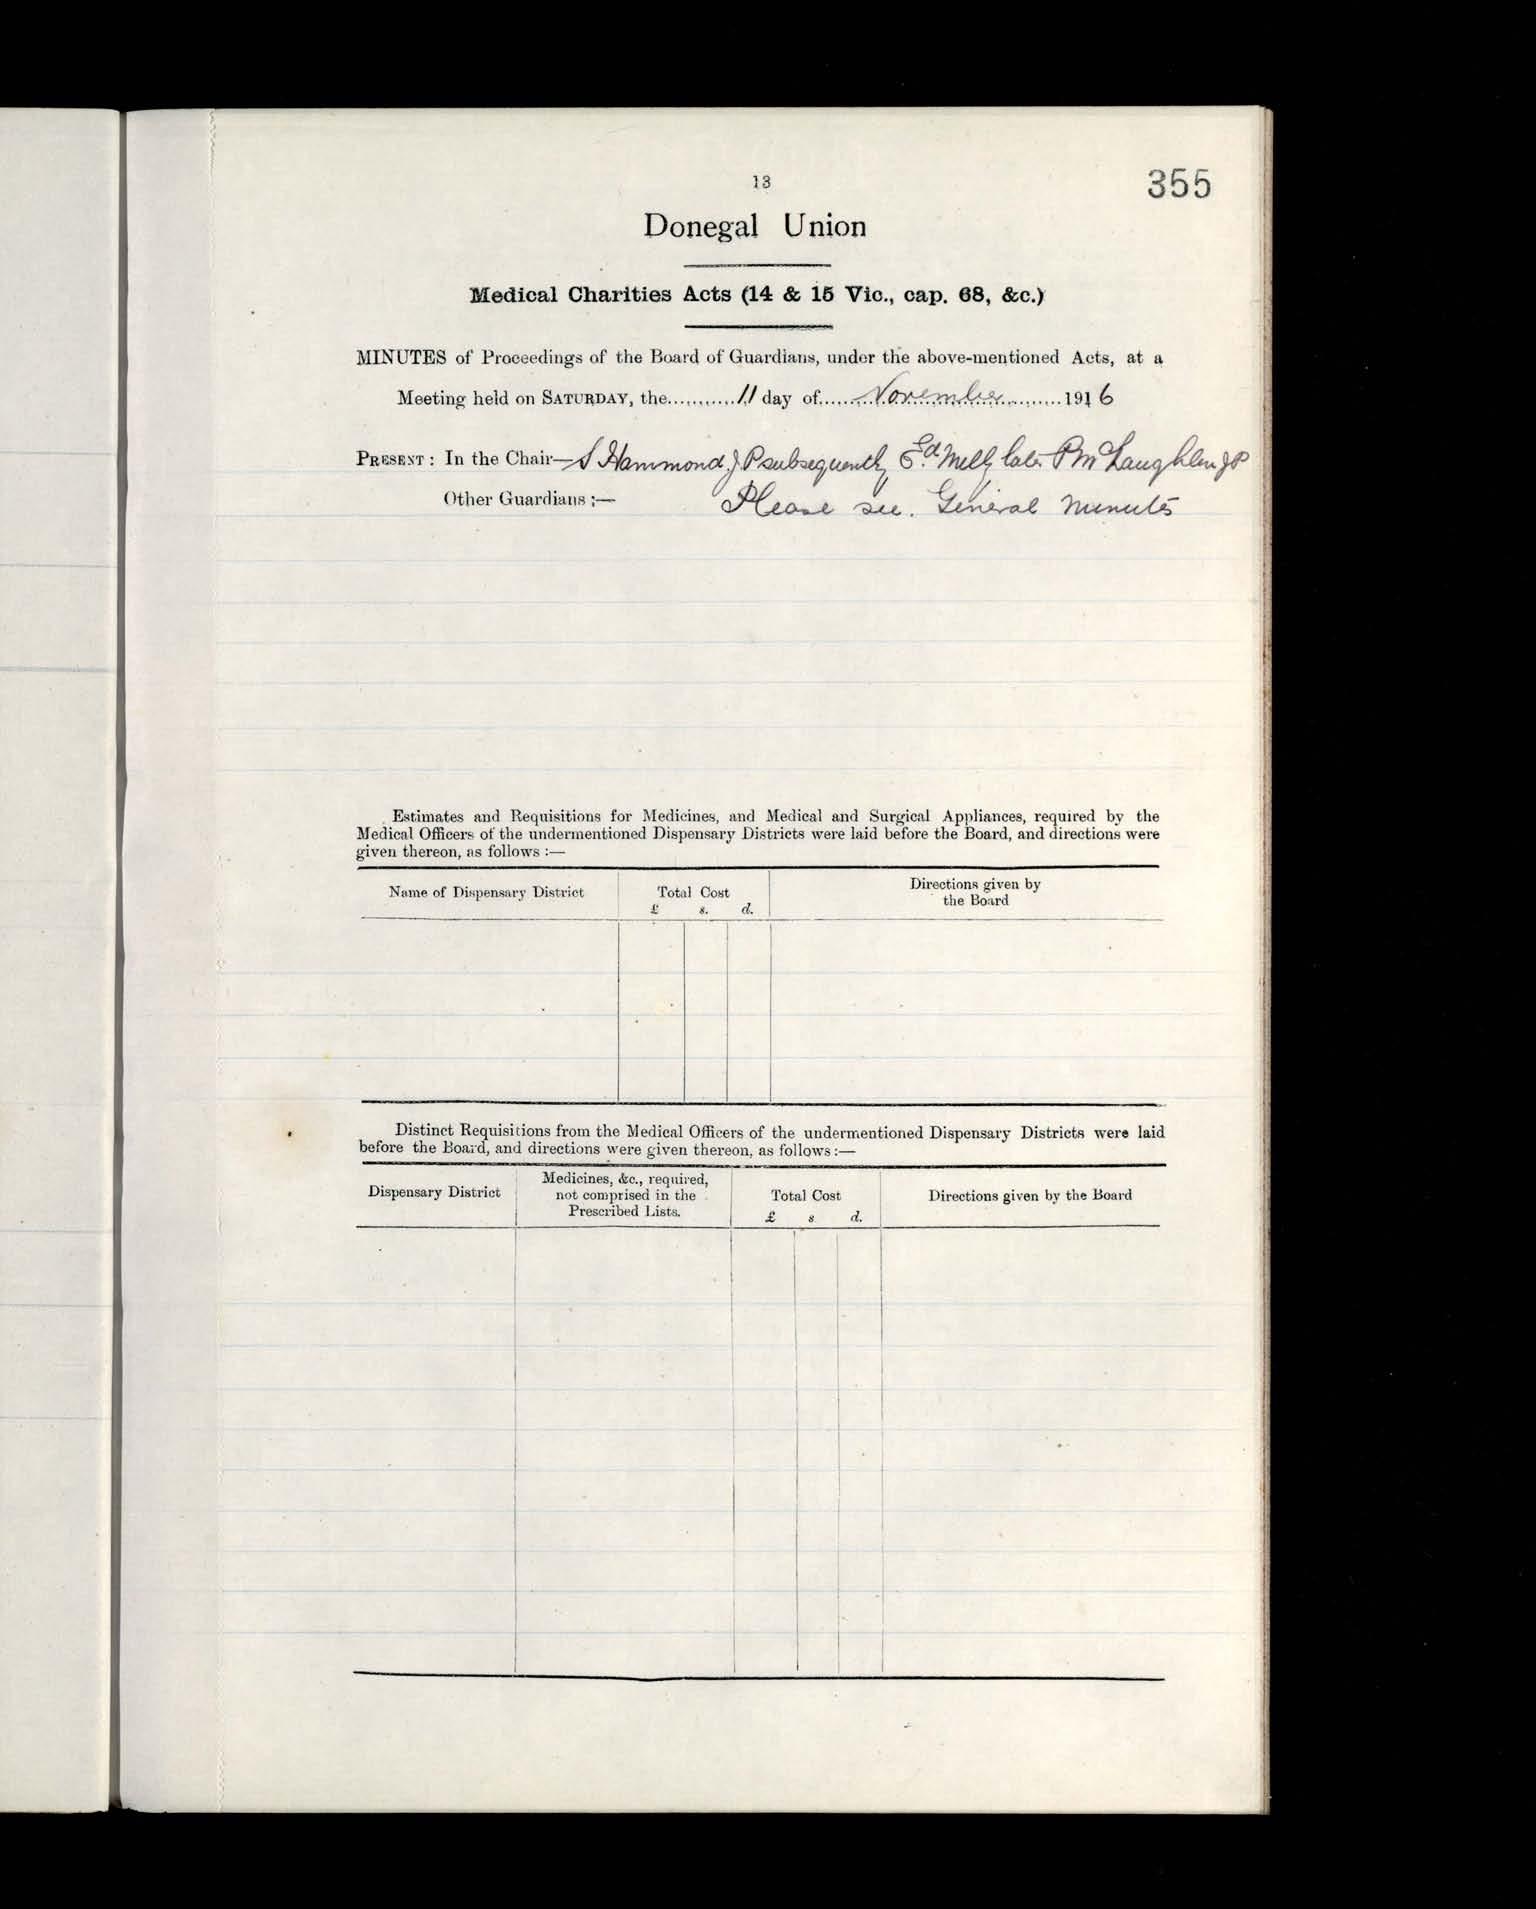 355
13
Donegal Union
Medical Charities Acts (14 & 15 Vic., cap. 68, &c.)
MINUTES of Proceedings of the Board of Guardians, under the above-mentioned Acts, at a
Meeting held on SATURDAY, the...........11 day of......November..........1916
PRESENT: In the Chair—S Hammond J P subsequently Ed. Melly later P McLaughlin J P
Other Guardians:— Please see. General Minutes
Estimates and Requisitions for Medicines, and Medical and Surgical Appliances, required by the
Medical Officers of the undermentioned Dispensary Districts were laid before the Board, and directions were
given thereon, as follows :—
Name of Dispensary District
Total Cost
£ s. d.
Directions given by
the Board
Distinct Requisitions from the Medical Officers of the undermentioned Dispensary Districts were laid
before the Board, and directions were given thereon, as follows:—
Dispensary District
Medicines, &c., required,
not comprised in the
Prescribed Lists.
Total Cost
£ s d.
Directions given by the Board